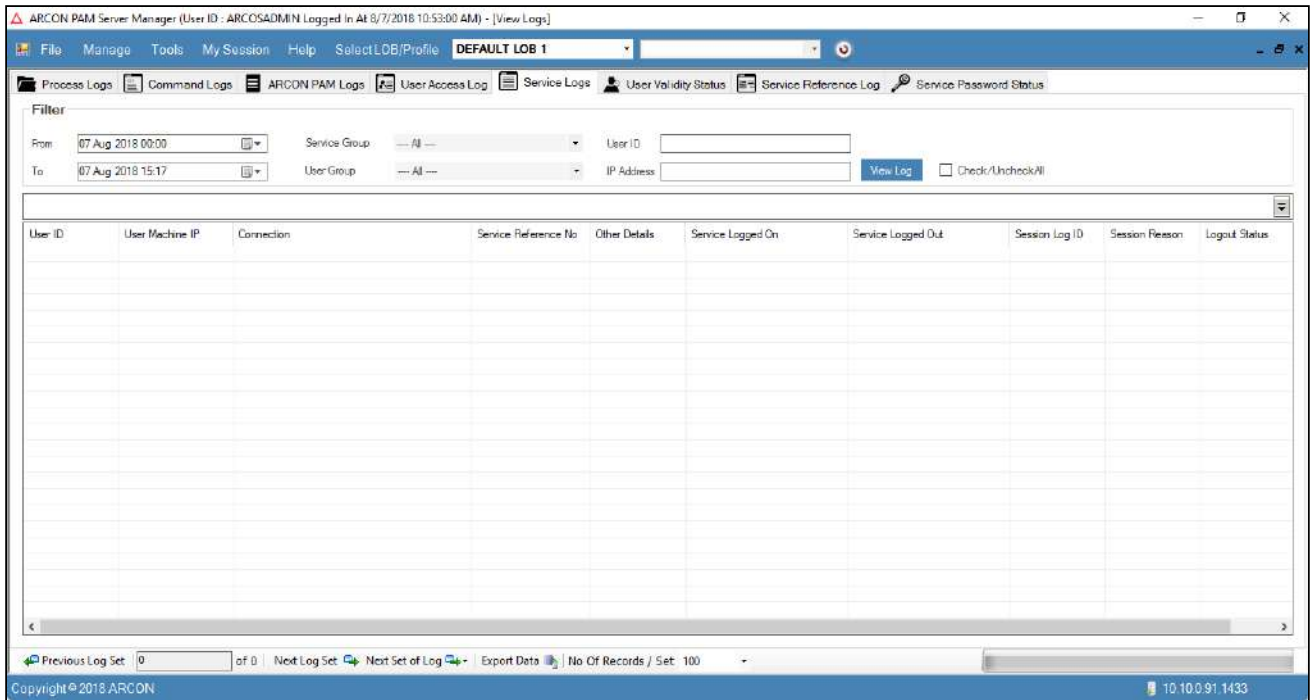 ARCON PAM Server Manager (User ID : ARCOSADMIN Logged In At 8/7/2018 10:53:00 AM) - [View Logs]
File Manage Tools My Session Help Select LOB/Profile DEFAULT LOB 1
Process Logs Command Logs ARCON PAM Logs User Access Log Service Logs User Validity Status Service Reference Log Service Password Status
Filter
From 07 Aug 2018 00:00 Service Group ---- All ---- User ID
To 07 Aug 2018 15:17 User Group ---- All ---- IP Address View Log Check/UncheckAll
User ID User Machine IP Connection Service Reference No Other Details Service Logged On Service Logged Out Session Log ID Session Reason Logout Status
Previous Log Set 0 of 0 Next Log Set Next Set of Log Export Data No Of Records / Set 100
Copyright © 2018 ARCON 10.10.0.91,1433